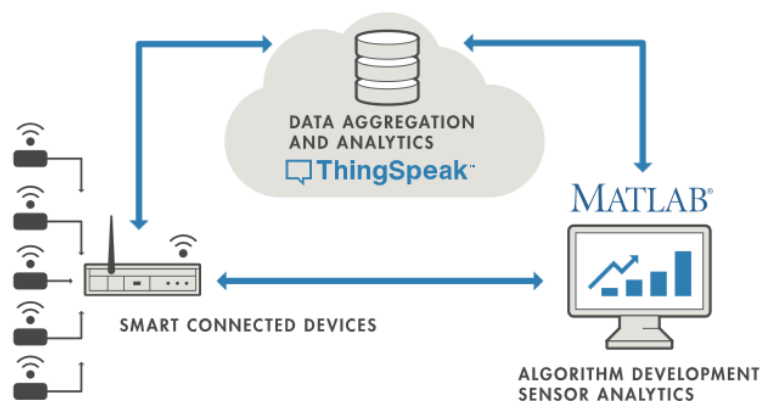 DATA AGGREGATION
AND ANALYTICS
ThingSpeak™
MATLAB®
SMART CONNECTED DEVICES
ALGORITHM DEVELOPMENT
SENSOR ANALYTICS